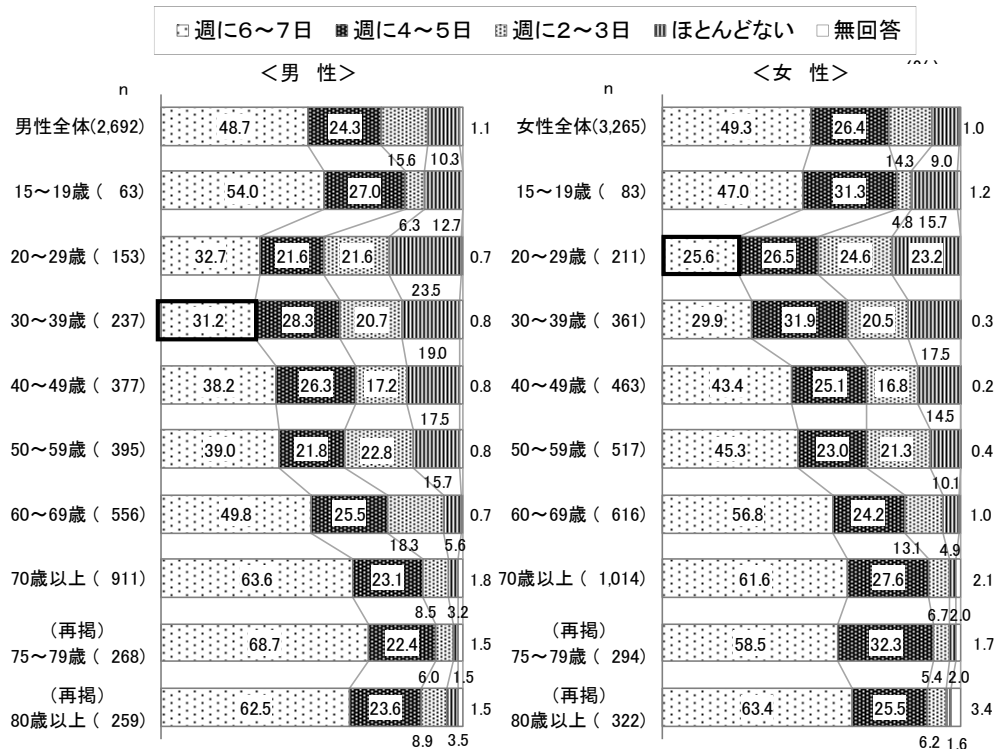 週に６～７日 週に４～５日 週に２～３日 ほとんどない 無回答
＜男 性＞ ＜女 性＞
n n
男性全体(2,692) 48.7 24.3 1.1 女性全体(3,265) 49.3 26.4 1.0
15.6 10.3 14.3 9.0
15～19歳( 63) 54.0 27.0 15～19歳( 83) 47.0 31.3 1.2
6.3 12.7 4.8 15.7
20～29歳( 153) 32.7 21.6 21.6 0.7 20～29歳( 211) 25.6 26.5 24.6 23.2
23.5
30～39歳( 237) 31.2 28.3 20.7 0.8 30～39歳( 361) 29.9 31.9 20.5 0.3
19.0 17.5
40～49歳( 377) 38.2 26.3 17.2 0.8 40～49歳( 463) 43.4 25.1 16.8 0.2
17.5 14.5
50～59歳( 395) 39.0 21.8 22.8 0.8 50～59歳( 517) 45.3 23.0 21.3 0.4
15.7 10.1
60～69歳( 556) 49.8 25.5 0.7 60～69歳( 616) 56.8 24.2 1.0
18.3 5.6 13.1 4.9
70歳以上( 911) 63.6 23.1 1.8 70歳以上( 1,014) 61.6 27.6 2.1
8.5 3.2 6.7 2.0
(再掲) (再掲)
75～79歳( 268) 68.7 22.4 1.5 75～79歳( 294) 58.5 32.3 1.7
6.0 1.5 5.4 2.0
(再掲) (再掲)
80歳以上( 259) 62.5 23.6 1.5 80歳以上( 322) 63.4 25.5 3.4
8.9 3.5 6.2 1.6